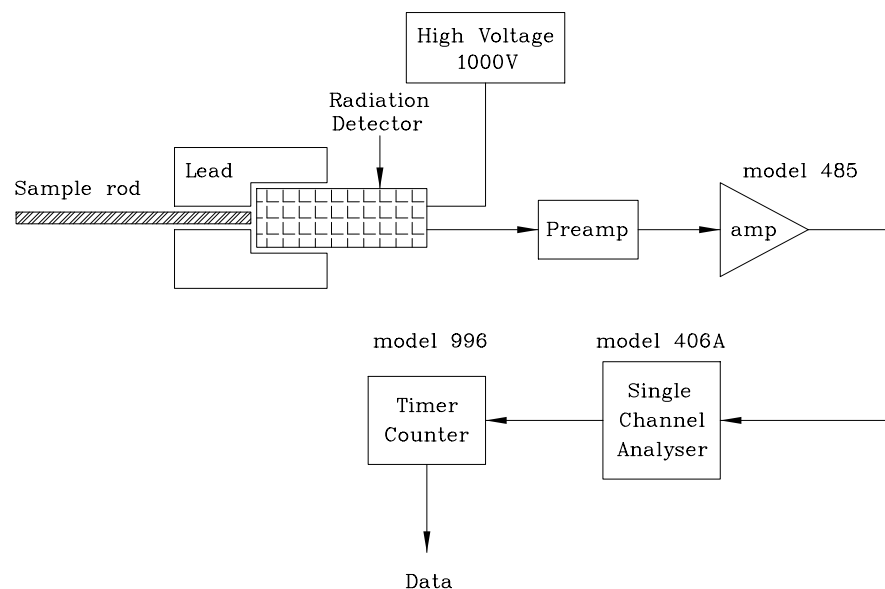 High Voltage
1000V
Radiation
Detector
Lead
Sample rod
model 485
Preamp
amp
model 996
model 406A
Timer
Counter
Single
Channel
Analyser
Data